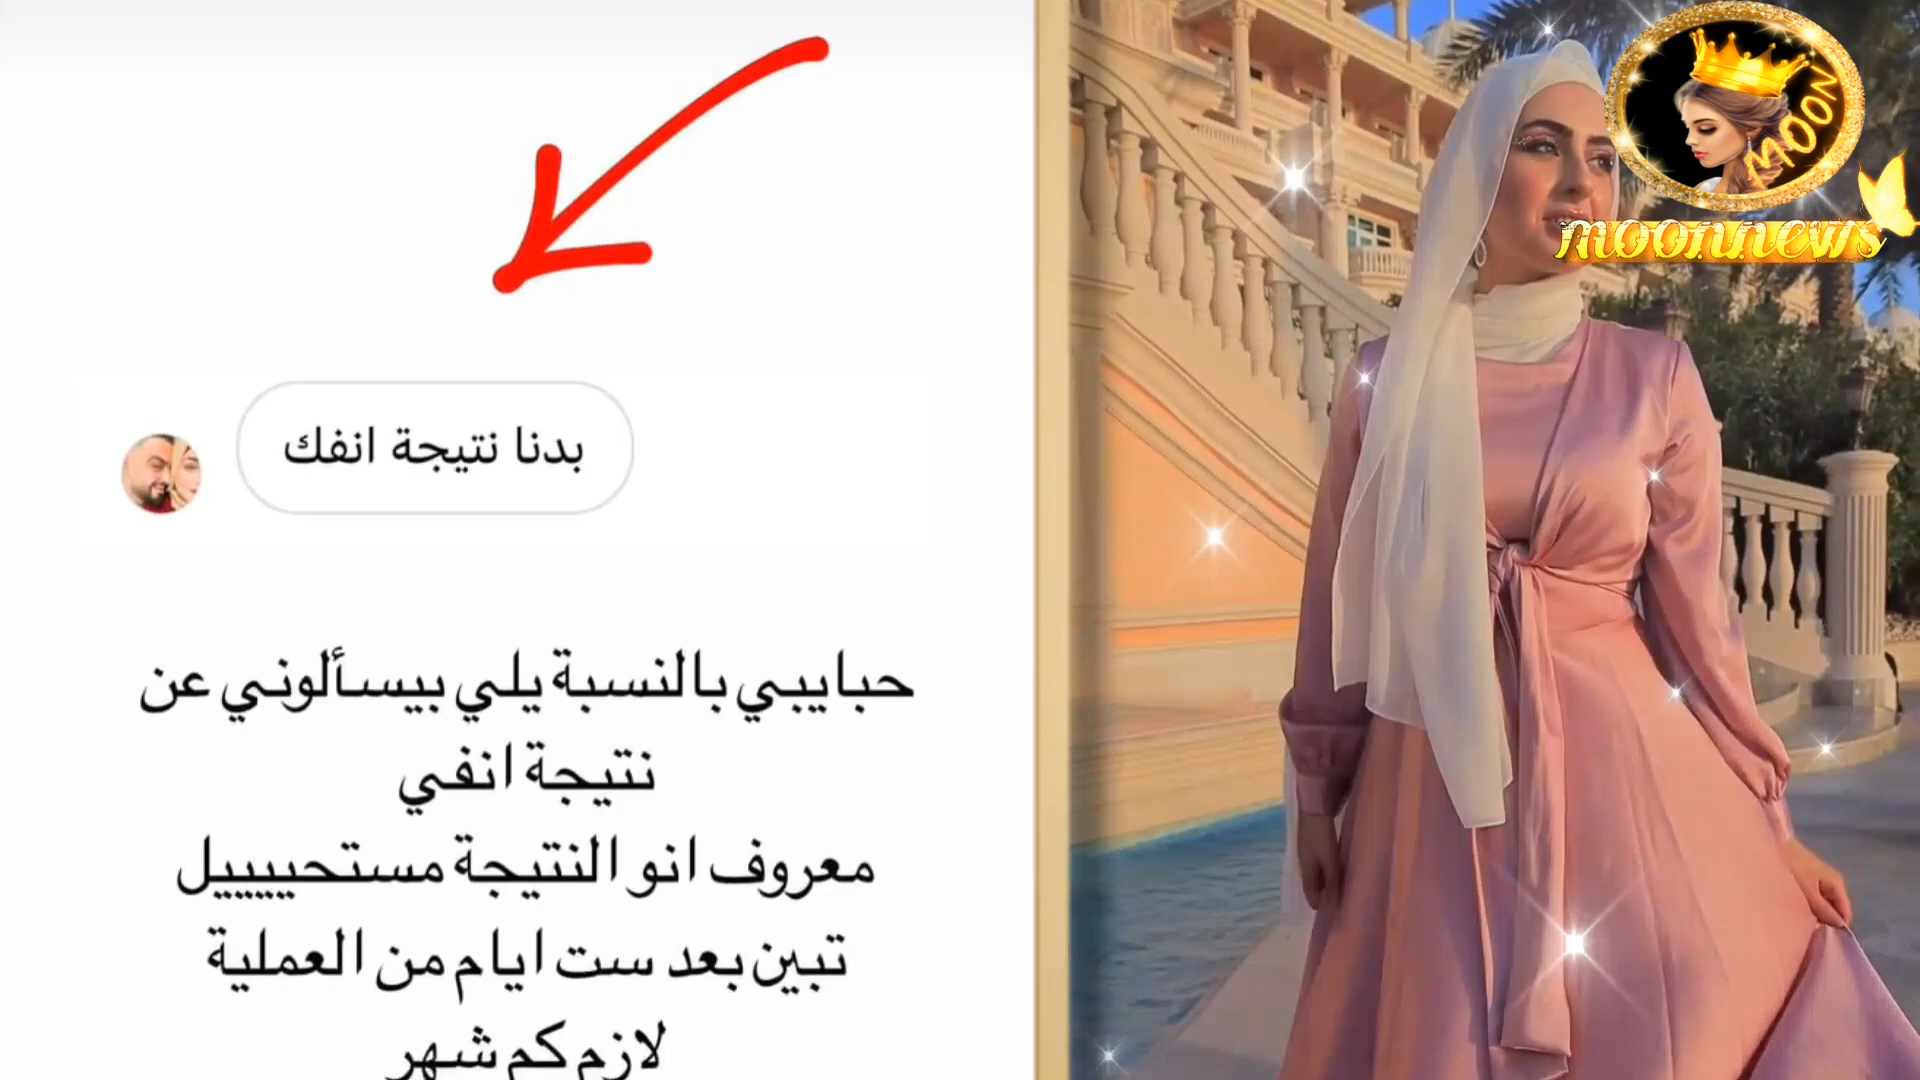 MOON
moonnews
بدنا نتيجة انفك
حبايبي بالنسبة يلي بيسألوني عن
نتيجة انفي
معروف انو النتيجة مستحيييييل
تبين بعد ست ايام من العملية
لازم كم شهر